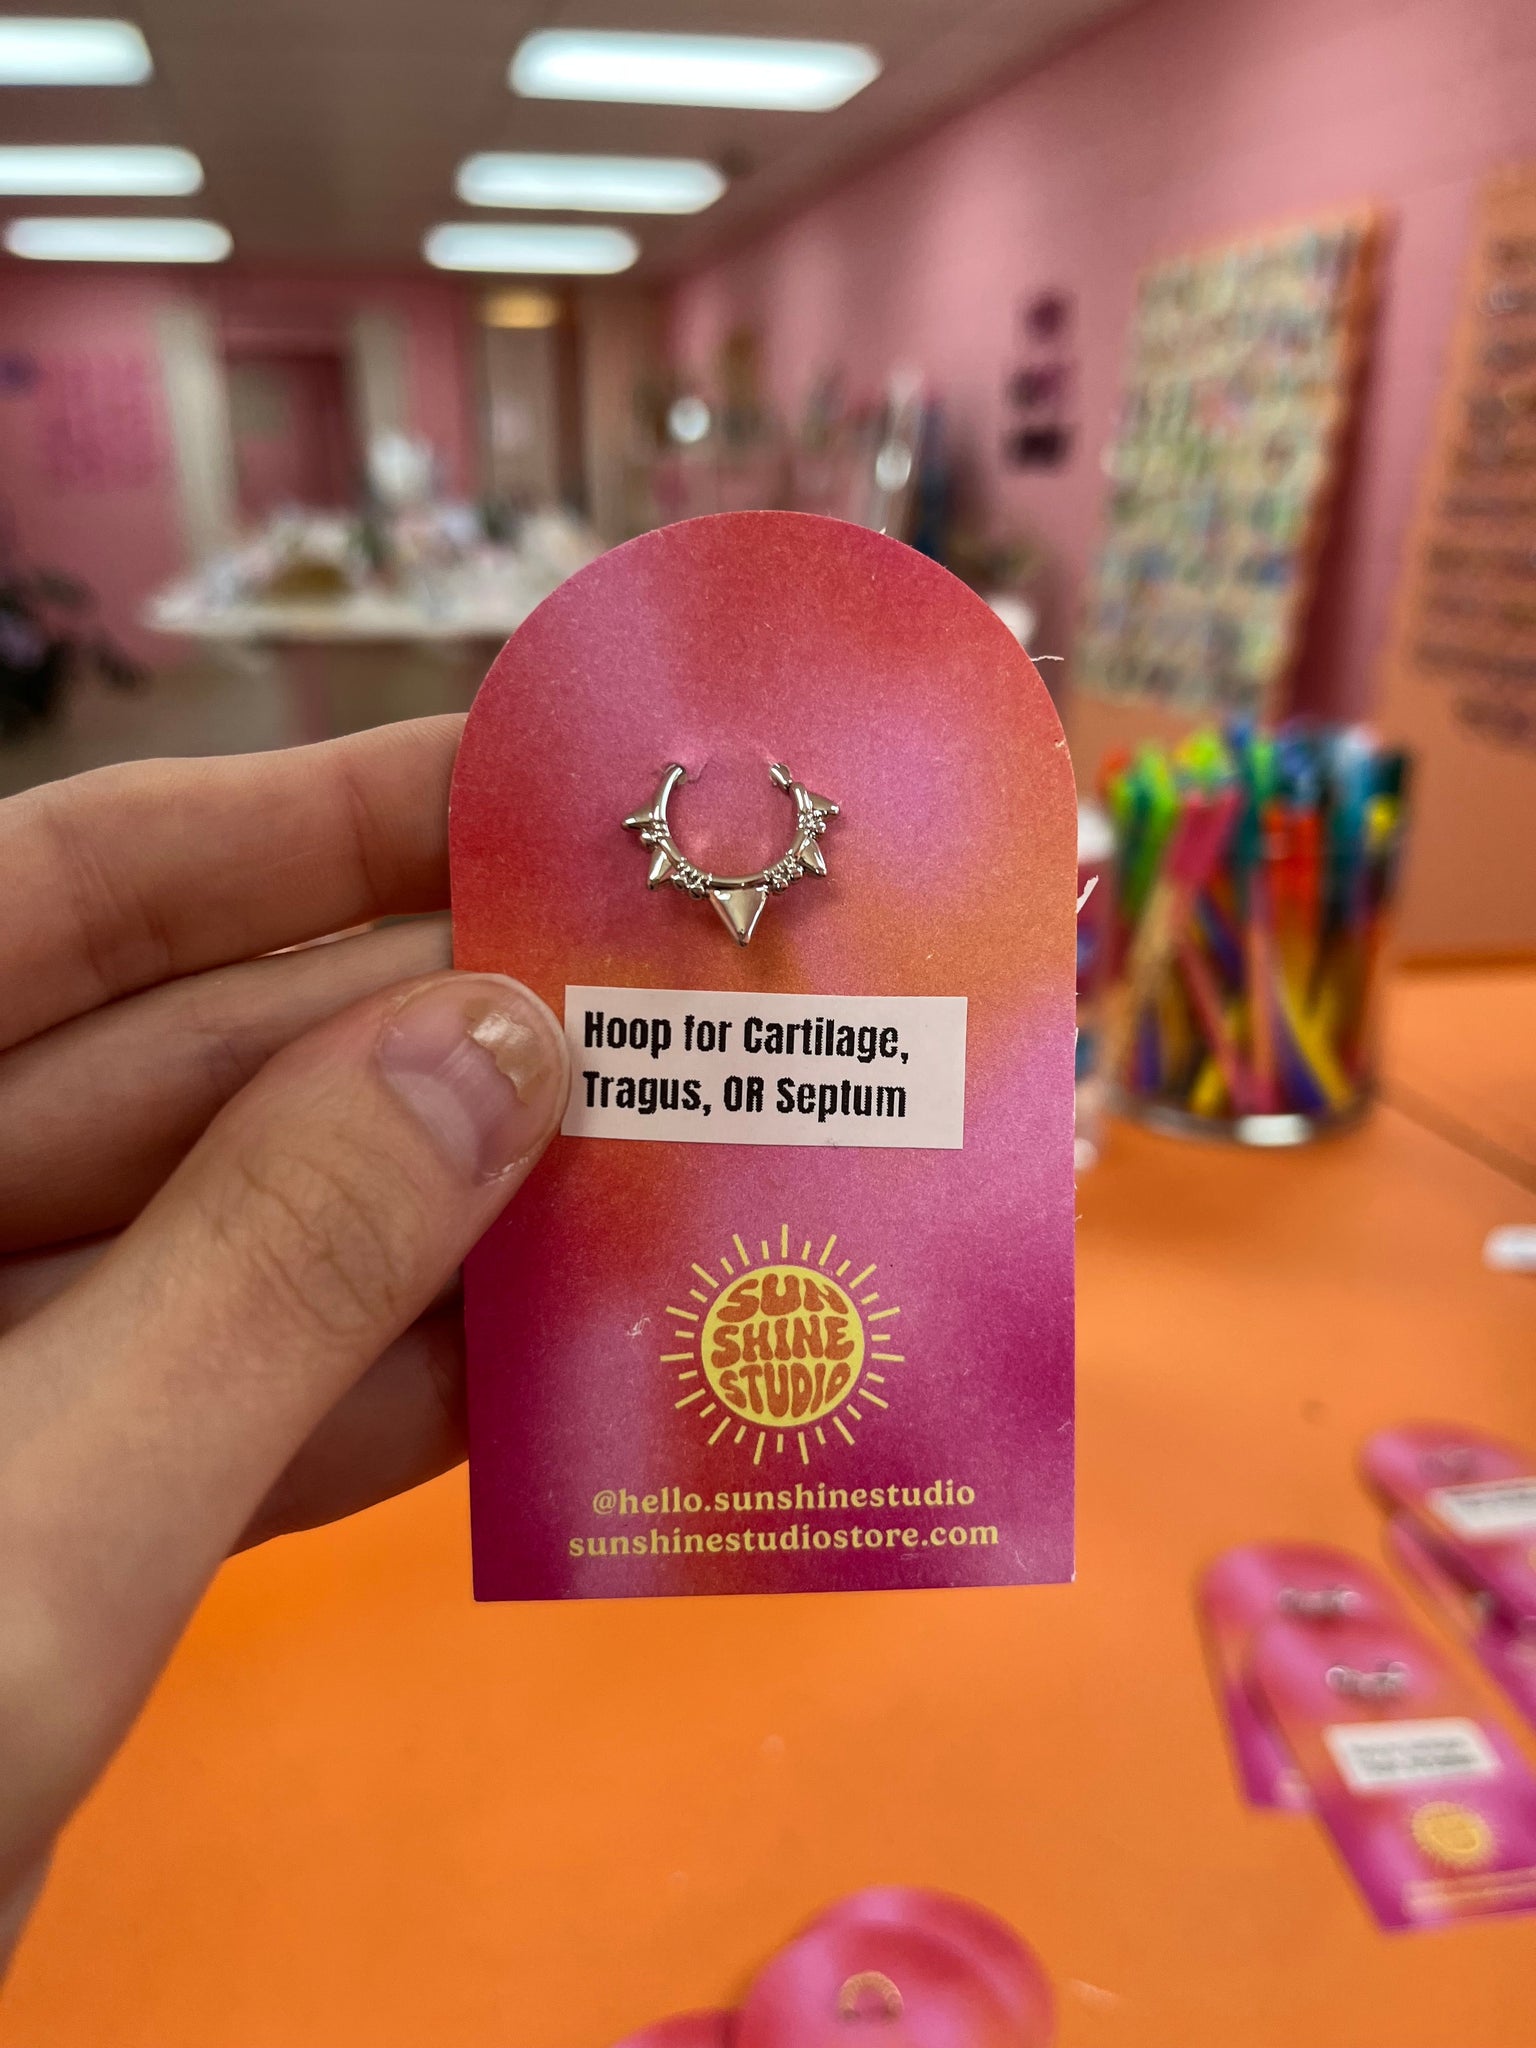 Hoop for Cartilage,
Tragus, OR Septum
SUN
SHINE
STUDIO
@hello.sunshinestudio
sunshinestudiostore.com